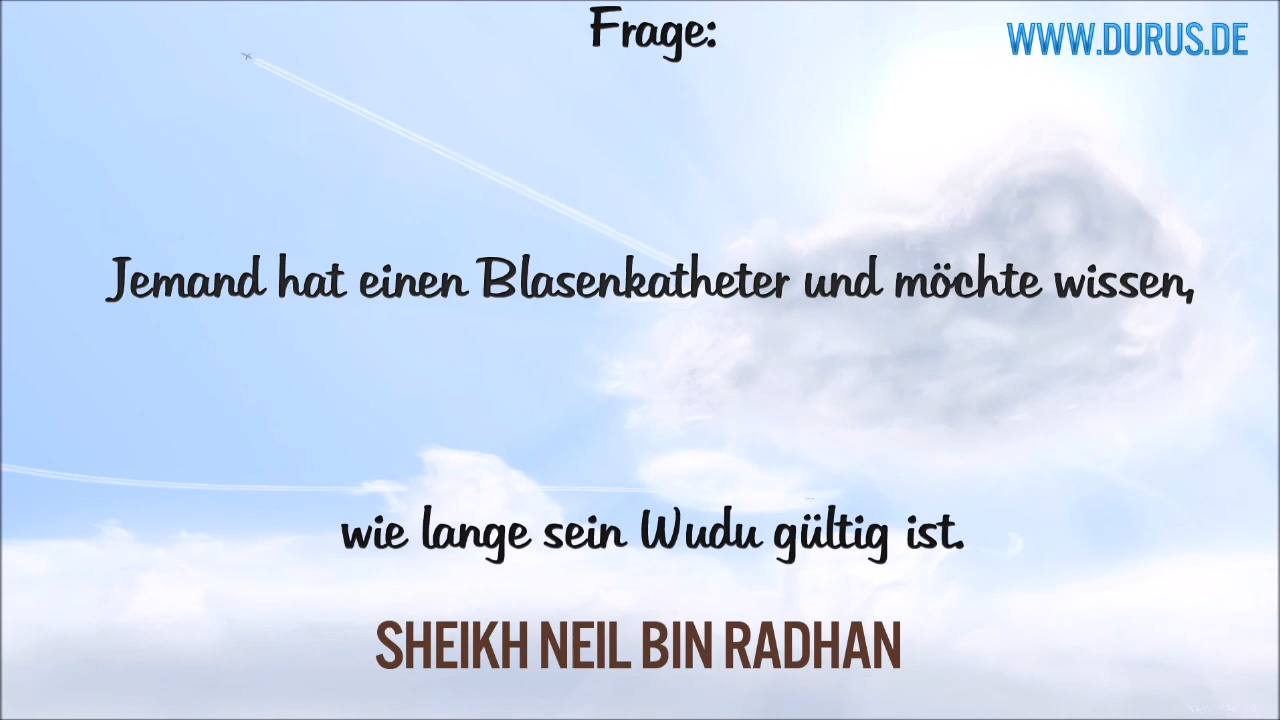 Frage:
WWW.DURUS.DE
Jemand hat einen Blasenkatheter und möchte wissen,
wie lange sein Wudu gültig ist.
SHEIKH NEIL BIN RADHAN